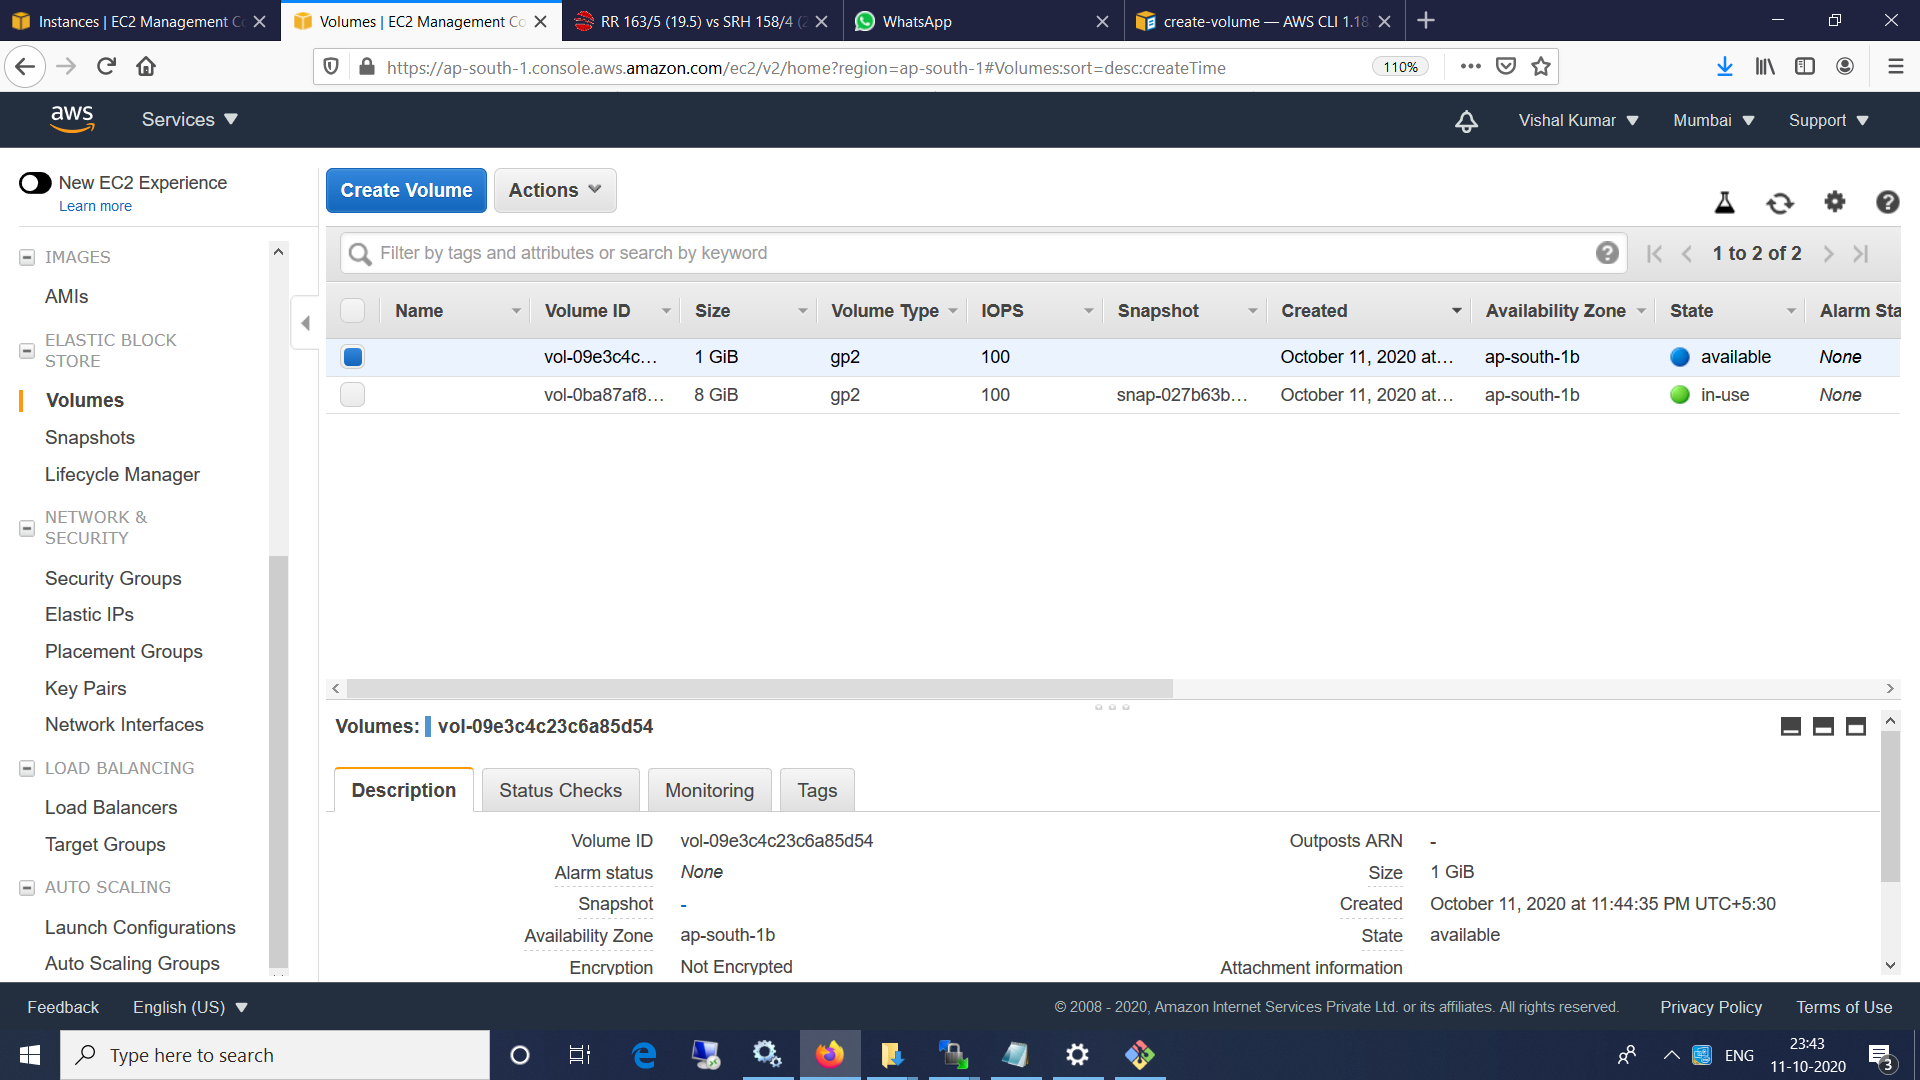 Instances | EC2 Management Co
Volumes | EC2 Management Co
RR 163/5 (19.5) vs SRH 158/4 (2
WhatsApp
create-volume — AWS CLI 1.18
https://ap-south-1.console.aws.amazon.com/ec2/v2/home?region=ap-south-1#Volumes:sort=desc:createTime
110%
aws
Services
Vishal Kumar
Mumbai
Support
New EC2 Experience
Learn more
IMAGES
AMIs
ELASTIC BLOCK
STORE
Volumes
Snapshots
Lifecycle Manager
NETWORK &
SECURITY
Security Groups
Elastic IPs
Placement Groups
Key Pairs
Network Interfaces
LOAD BALANCING
Load Balancers
Target Groups
AUTO SCALING
Launch Configurations
Auto Scaling Groups
Create Volume
Actions
Filter by tags and attributes or search by keyword
1 to 2 of 2
Name Volume ID Size Volume Type IOPS Snapshot Created Availability Zone State Alarm Sta
vol-09e3c4c... 1 GiB gp2 100 October 11, 2020 at... ap-south-1b available None
vol-0ba87af8... 8 GiB gp2 100 snap-027b63b... October 11, 2020 at... ap-south-1b in-use None
Volumes: vol-09e3c4c23c6a85d54
Description
Status Checks
Monitoring
Tags
Volume ID vol-09e3c4c23c6a85d54
Alarm status None
Snapshot -
Availability Zone ap-south-1b
Encryption Not Encrypted
Outposts ARN -
Size 1 GiB
Created October 11, 2020 at 11:44:35 PM UTC+5:30
State available
Attachment information
Feedback
English (US)
© 2008 - 2020, Amazon Internet Services Private Ltd. or its affiliates. All rights reserved.
Privacy Policy
Terms of Use
Type here to search
ENG
23:43
11-10-2020
3